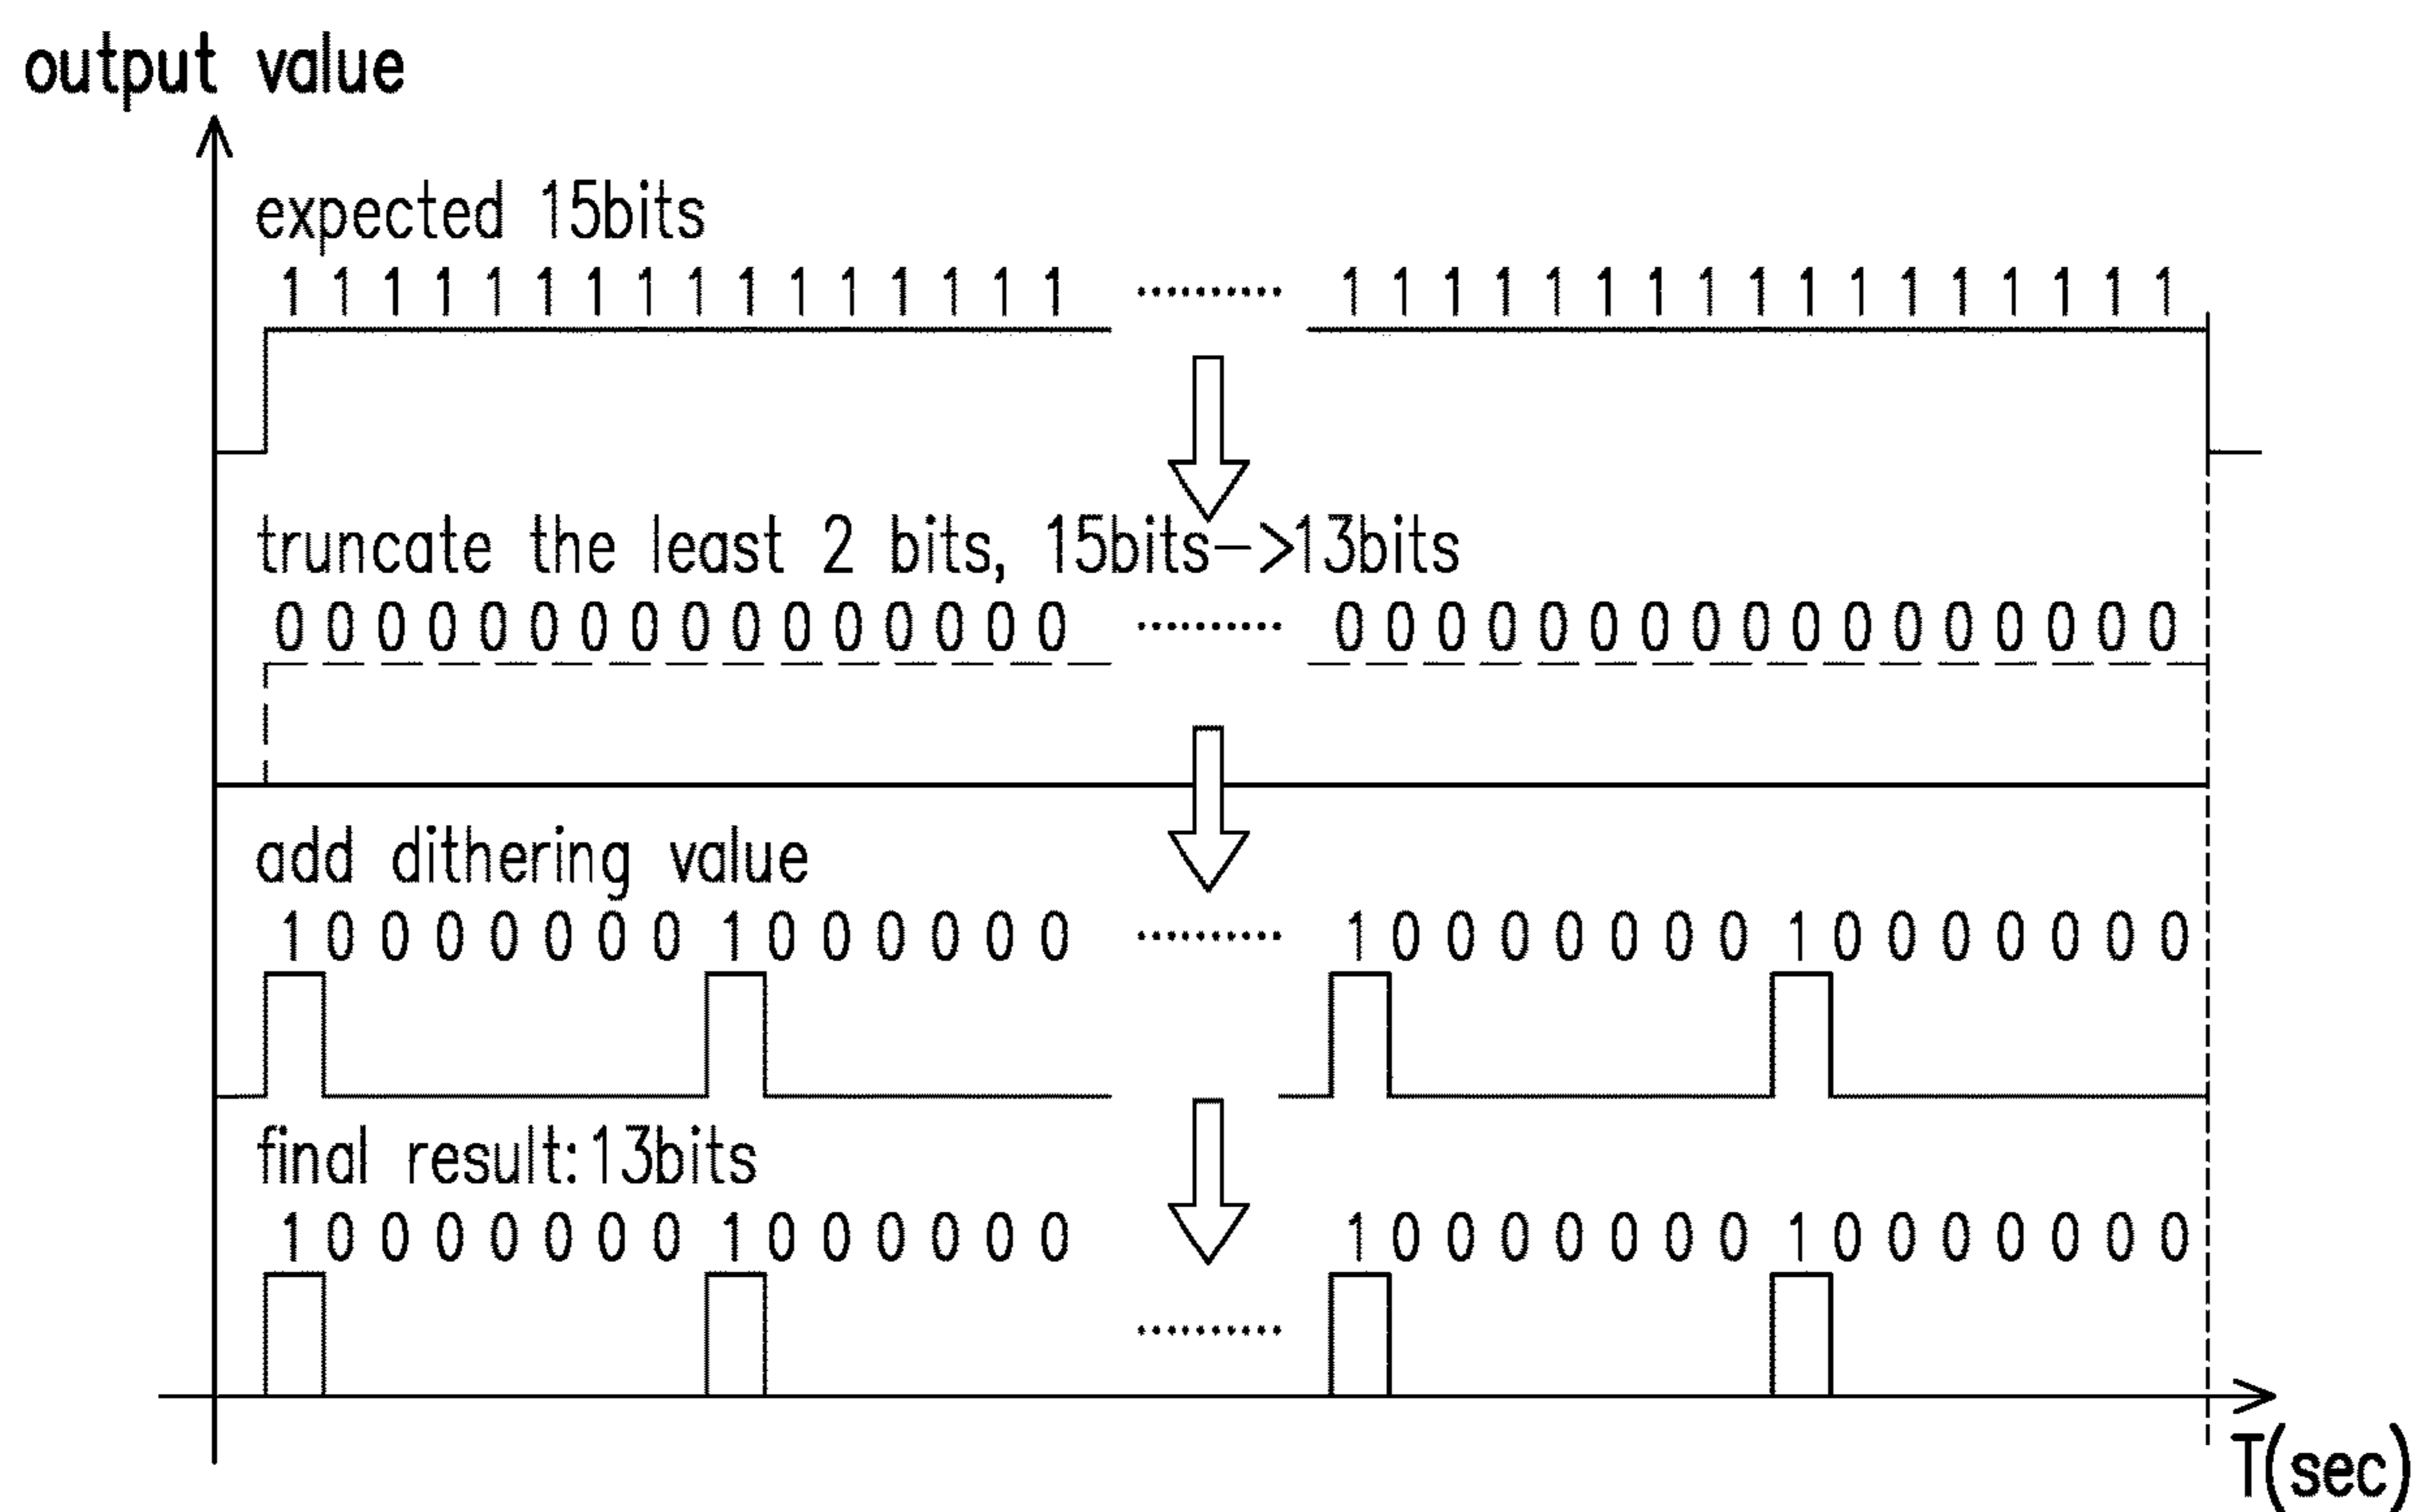 output value
expected 15bits
1 1 1 1 1 1 1 1 1 1 1 1 1 1 1 1 ·········· 1 1 1 1 1 1 1 1 1 1 1 1 1 1 1 1 1
truncate the least 2 bits, 15bits->13bits
0 0 0 0 0 0 0 0 0 0 0 0 0 0 0 0 ·········· 0 0 0 0 0 0 0 0 0 0 0 0 0 0 0 0 0
add dithering value
1 0 0 0 0 0 0 0 1 0 0 0 0 0 0 ·········· 1 0 0 0 0 0 0 0 1 0 0 0 0 0 0 0
final result:13bits
1 0 0 0 0 0 0 0 1 0 0 0 0 0 0 1 0 0 0 0 0 0 0 1 0 0 0 0 0 0 0
··········
T(sec)